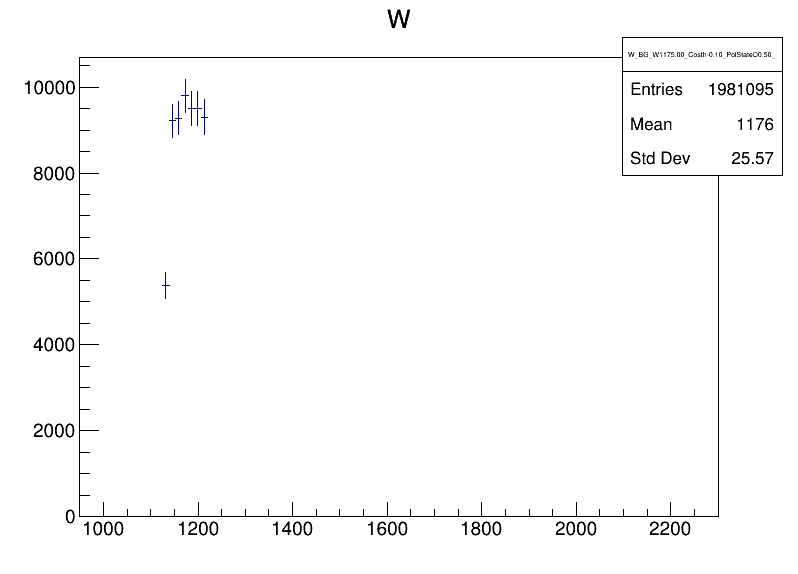 W
W_BG_W1175.00_Costh-0.10_PolStateD0.50_
Entries 1981095
Mean 1176
Std Dev 25.57
10000
8000
6000
4000
2000
0
1000 1200 1400 1600 1800 2000 2200